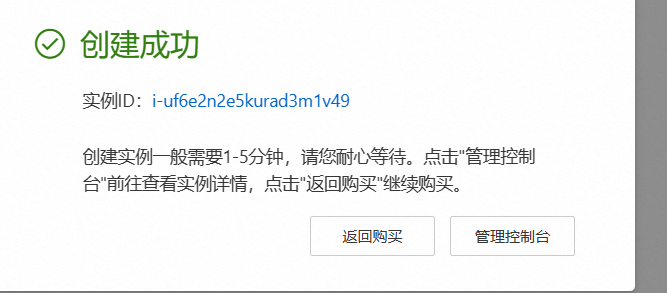 创建成功
实例ID：i-uf6e2n2e5kurad3m1v49
创建实例一般需要1-5分钟，请您耐心等待。点击"管理控制
台"前往查看实例详情，点击"返回购买"继续购买。
返回购买 管理控制台